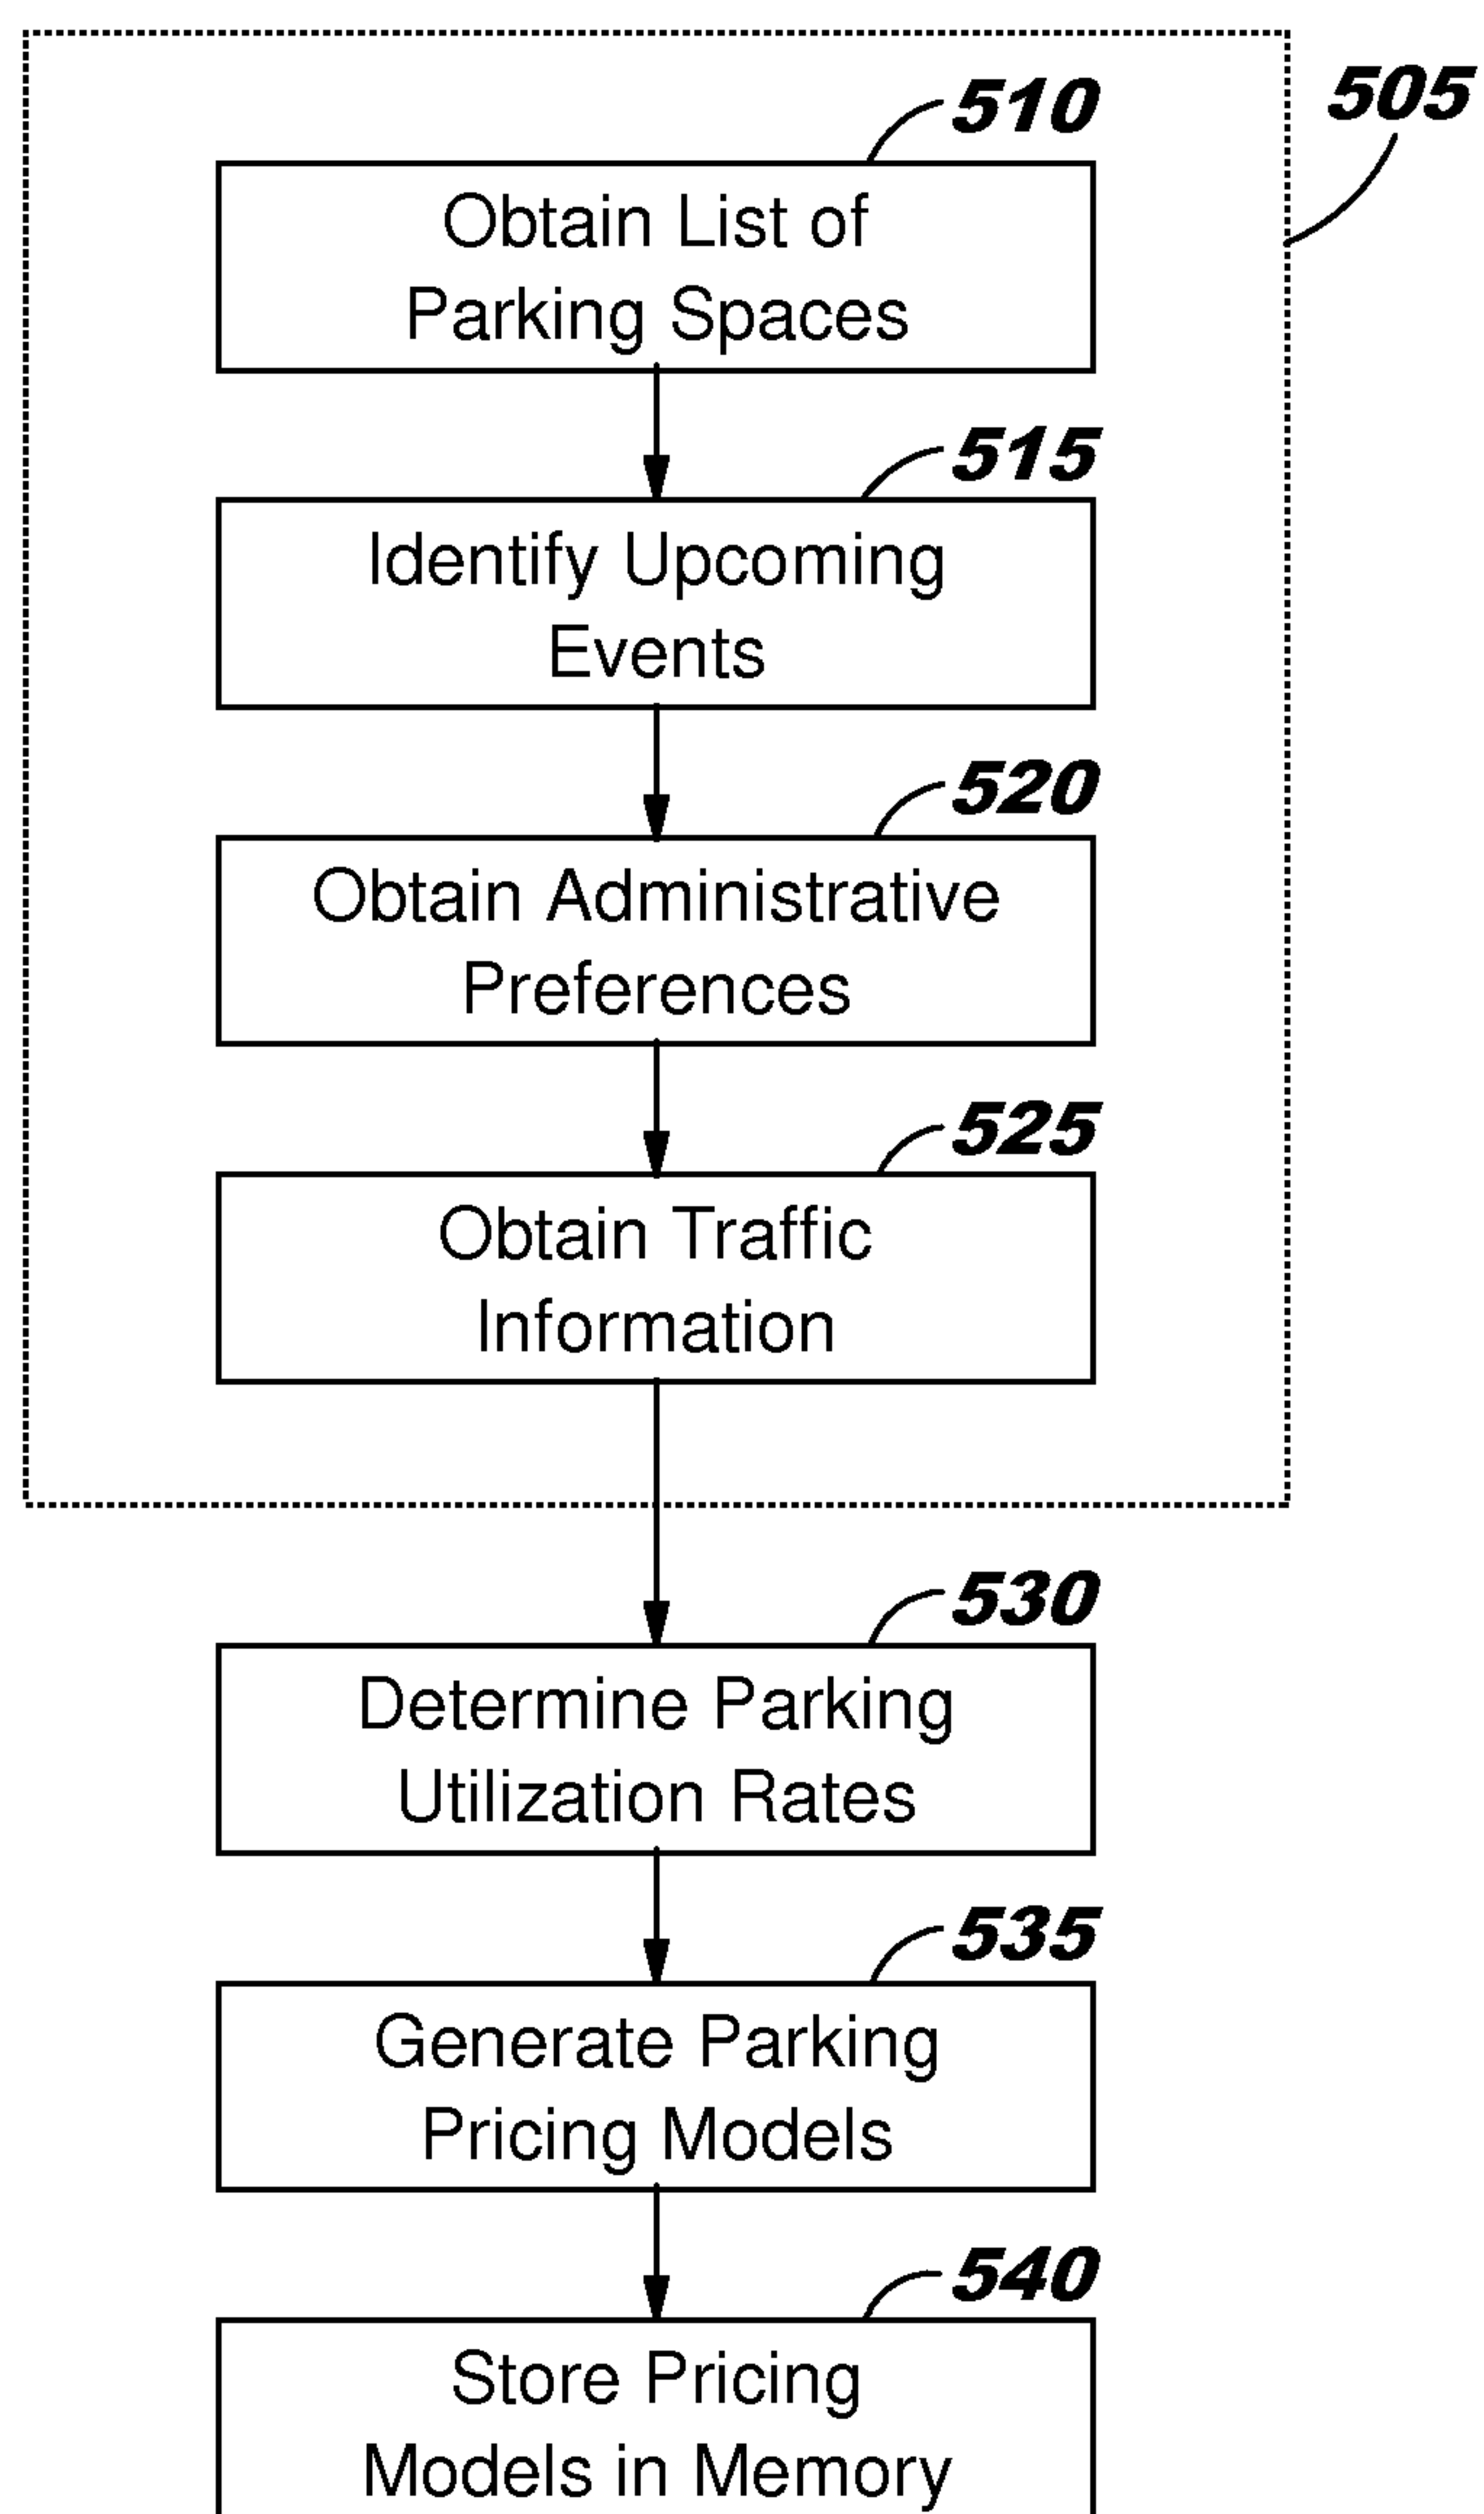 505
510
Obtain List of
Parking Spaces
515
Identify Upcoming
Events
520
Obtain Administrative
Preferences
525
Obtain Traffic
Information
530
Determine Parking
Utilization Rates
535
Generate Parking
Pricing Models
540
Store Pricing
Models in Memory